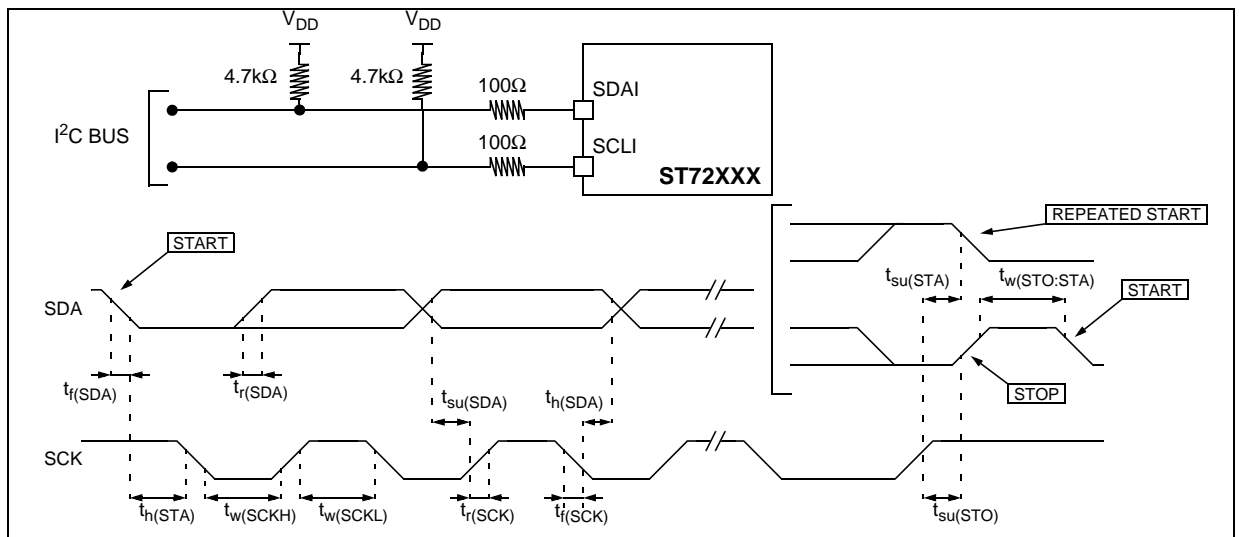 VDD VDD
4.7kΩ 4.7kΩ
100Ω
SDAI
I²C BUS
100Ω
SCLI
ST72XXX
REPEATED START
START
tsu(STA) tw(STO:STA)
START
SDA
STOP
tf(SDA) tr(SDA)
tsu(SDA) th(SDA)
SCK
th(STA) tw(SCKH) tw(SCKL) tr(SCK) tf(SCK) tsu(STO)